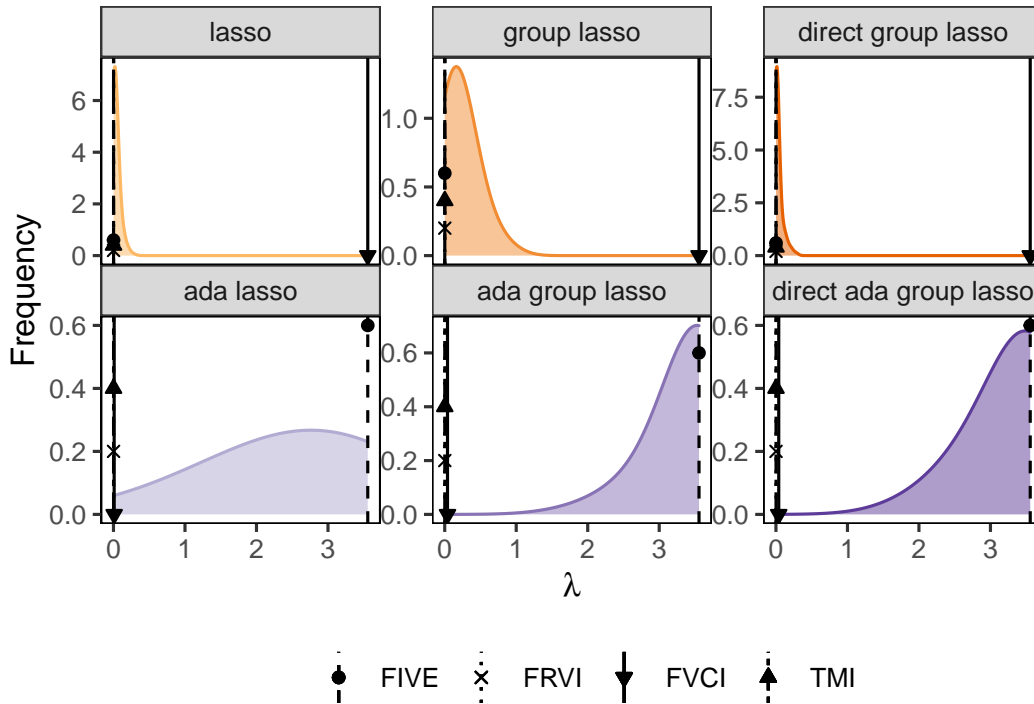 lasso group lasso direct group lasso
6 4 2 0
1.0 0.5 0.0
7.5 5.0 2.5 0.0
Frequency
ada lasso ada group lasso direct ada group lasso
0.6 0.4 0.2 0.0
0.6 0.4 0.2 0.0
0.6 0.4 0.2 0.0
0 1 2 3 0 1 2 3 0 1 2 3
λ
FIVE FRVI FVCI TMI